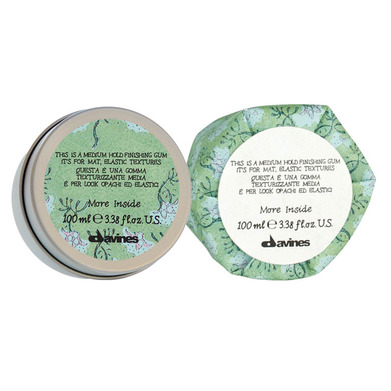 THIS IS A MEDIUM HOLD FINISHING GUM
IT'S FOR MAT, ELASTIC TEXTURES
QUESTA È UNA GOMMA
TEXTURIZZANTE MEDIA
È PER LOOK OPACHI ED ELASTICI
More Inside
100 ml e 3.38 fl.oz. U.S.
davines
THIS IS A MEDIUM HOLD FINISHING GUM
IT'S FOR MAT, ELASTIC TEXTURES
QUESTA È UNA GOMMA
TEXTURIZZANTE MEDIA
È PER LOOK OPACHI ED ELASTICI
More Inside
100 ml e 3.38 fl.oz. U.S.
davines